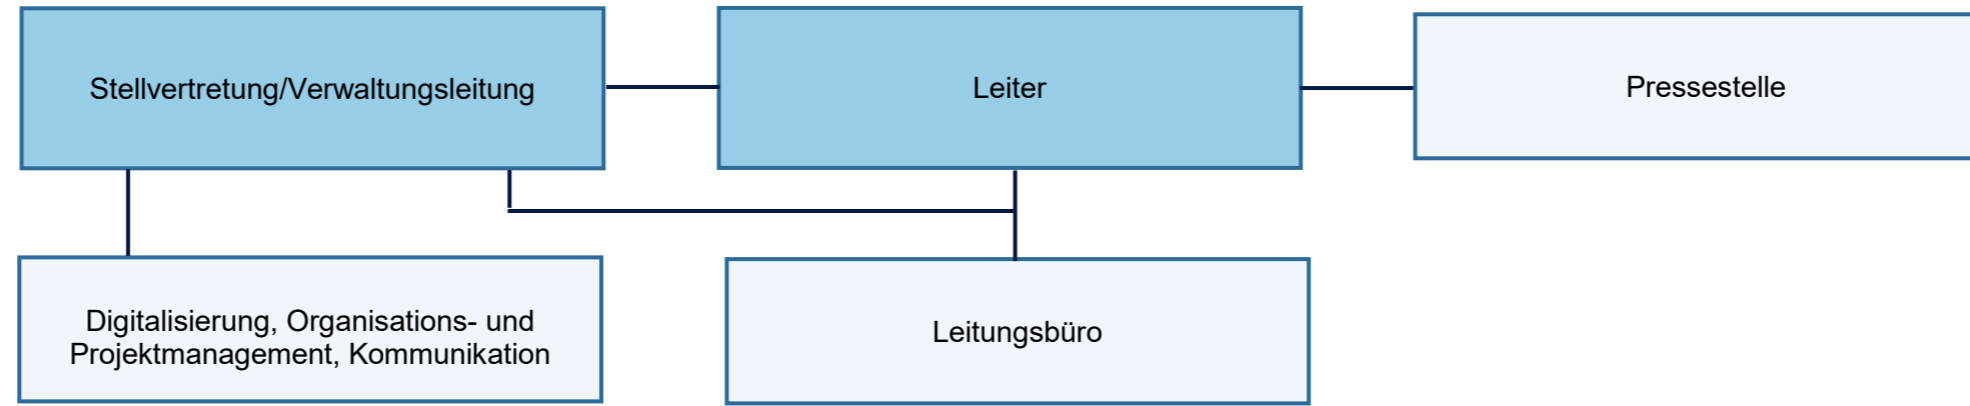 Stellvertretung/Verwaltungsleitung
Leiter
Pressestelle
Digitalisierung, Organisations- und
Projektmanagement, Kommunikation
Leitungsbüro